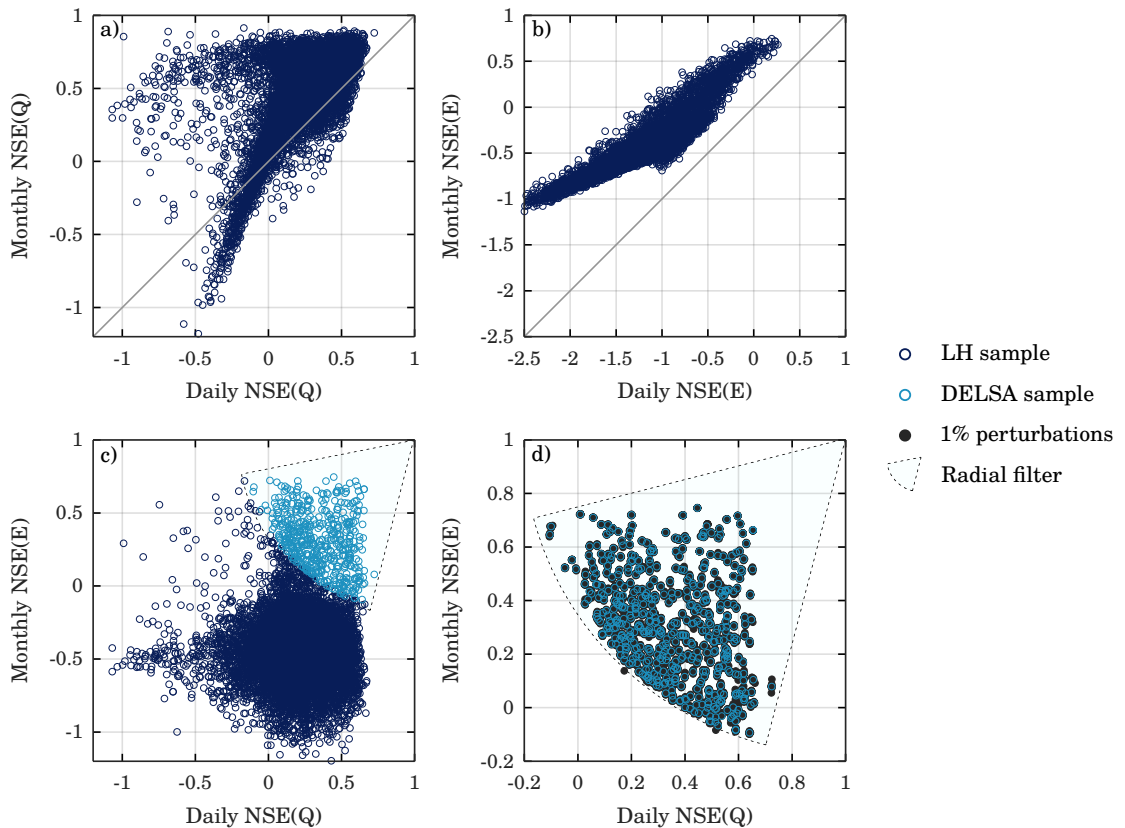 a)
1
0.5
0
-0.5
-1
Monthly NSE(Q)
-1 -0.5 0 0.5 1
Daily NSE(Q)
b)
1
0.5
0
-0.5
-1
-1.5
-2
-2.5
Monthly NSE(E)
-2.5 -2 -1.5 -1 -0.5 0 0.5 1
Daily NSE(E)
LH sample
DELSA sample
1% perturbations
Radial filter
c)
1
0.5
0
-0.5
-1
Monthly NSE(E)
-1 -0.5 0 0.5 1
Daily NSE(Q)
d)
1
0.8
0.6
0.4
0.2
0
-0.2
Monthly NSE(E)
-0.2 0 0.2 0.4 0.6 0.8 1
Daily NSE(Q)